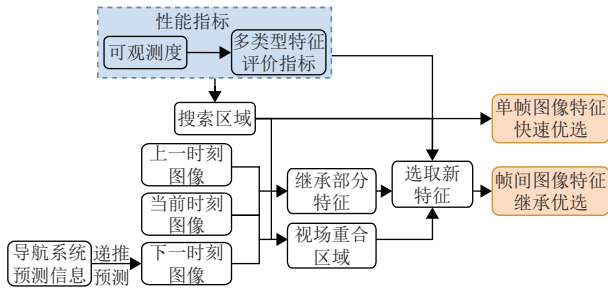 性能指标
可观测度
多类型特征
评价指标
搜索区域
单帧图像特征
快速优选
上一时刻
图像
继承部分
特征
选取新
特征
帧间图像特征
继承优选
当前时刻
图像
视场重合
区域
导航系统
预测信息
递推
预测
下一时刻
图像